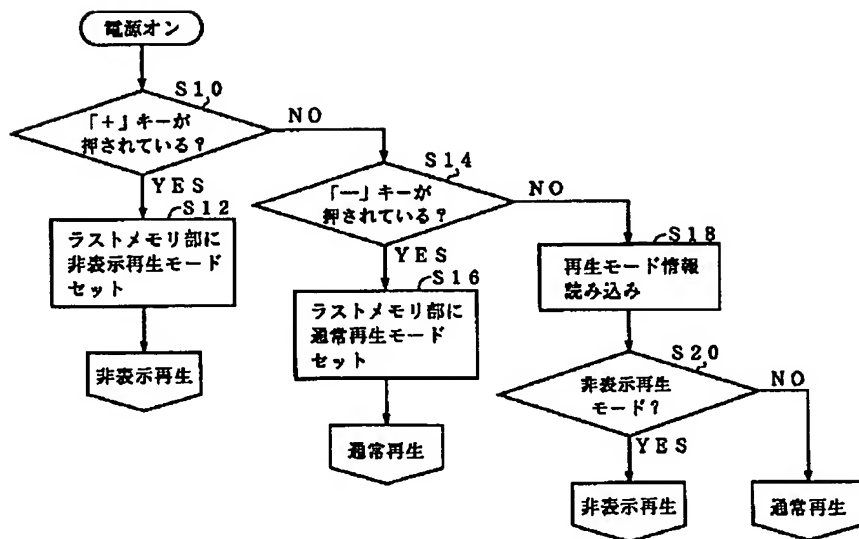 電源オン
S10
「+」キーが
押されている?
NO
YES
S12
ラストメモリ部に
非表示再生モード
セット
非表示再生
S14
「―」キーが
押されている?
NO
YES
S16
ラストメモリ部に
通常再生モード
セット
通常再生
S18
再生モード情報
読み込み
S20
非表示再生
モード?
NO
YES
非表示再生
通常再生